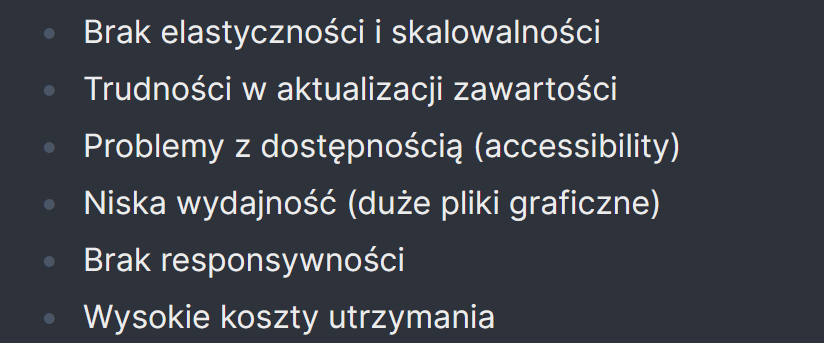 Brak elastyczności i skalowalności
Trudności w aktualizacji zawartości
Problemy z dostępnością (accessibility)
Niska wydajność (duże pliki graficzne)
Brak responsywności
Wysokie koszty utrzymania